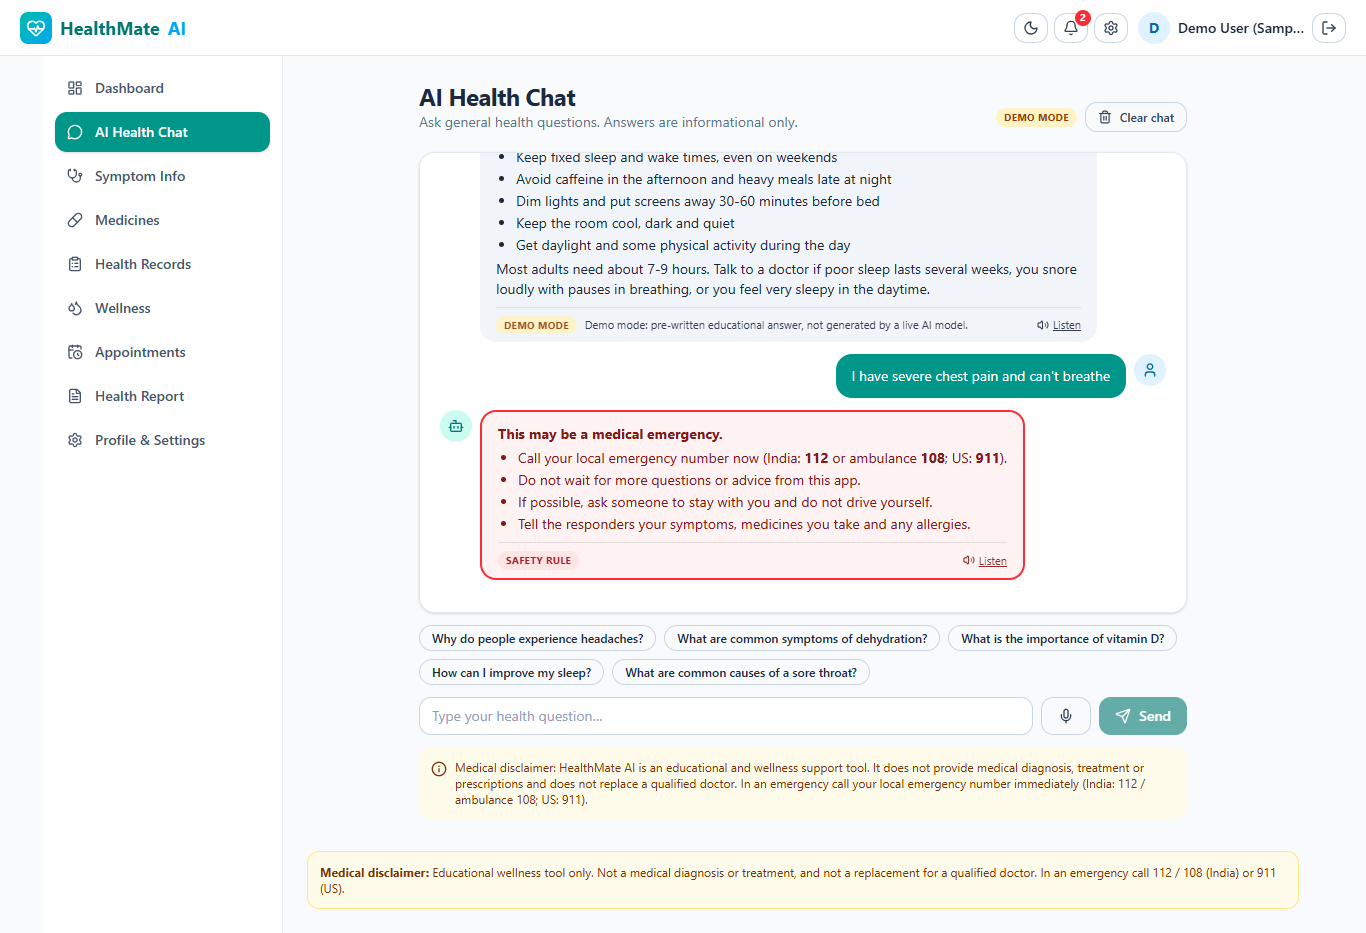 HealthMate AI
2
D
Demo User (Samp...
Dashboard
AI Health Chat
Symptom Info
Medicines
Health Records
Wellness
Appointments
Health Report
Profile & Settings
AI Health Chat
Ask general health questions. Answers are informational only.
DEMO MODE
Clear chat
• Keep fixed sleep and wake times, even on weekends
• Avoid caffeine in the afternoon and heavy meals late at night
• Dim lights and put screens away 30-60 minutes before bed
• Keep the room cool, dark and quiet
• Get daylight and some physical activity during the day
Most adults need about 7-9 hours. Talk to a doctor if poor sleep lasts several weeks, you snore
loudly with pauses in breathing, or you feel very sleepy in the daytime.
DEMO MODE Demo mode: pre-written educational answer, not generated by a live AI model. Listen
I have severe chest pain and can't breathe
This may be a medical emergency.
• Call your local emergency number now (India: 112 or ambulance 108; US: 911).
• Do not wait for more questions or advice from this app.
• If possible, ask someone to stay with you and do not drive yourself.
• Tell the responders your symptoms, medicines you take and any allergies.
SAFETY RULE Listen
Why do people experience headaches? What are common symptoms of dehydration? What is the importance of vitamin D?
How can I improve my sleep? What are common causes of a sore throat?
Type your health question...
Send
Medical disclaimer: HealthMate AI is an educational and wellness support tool. It does not provide medical diagnosis, treatment or
prescriptions and does not replace a qualified doctor. In an emergency call your local emergency number immediately (India: 112 /
ambulance 108; US: 911).
Medical disclaimer: Educational wellness tool only. Not a medical diagnosis or treatment, and not a replacement for a qualified doctor. In an emergency call 112 / 108 (India) or 911
(US).